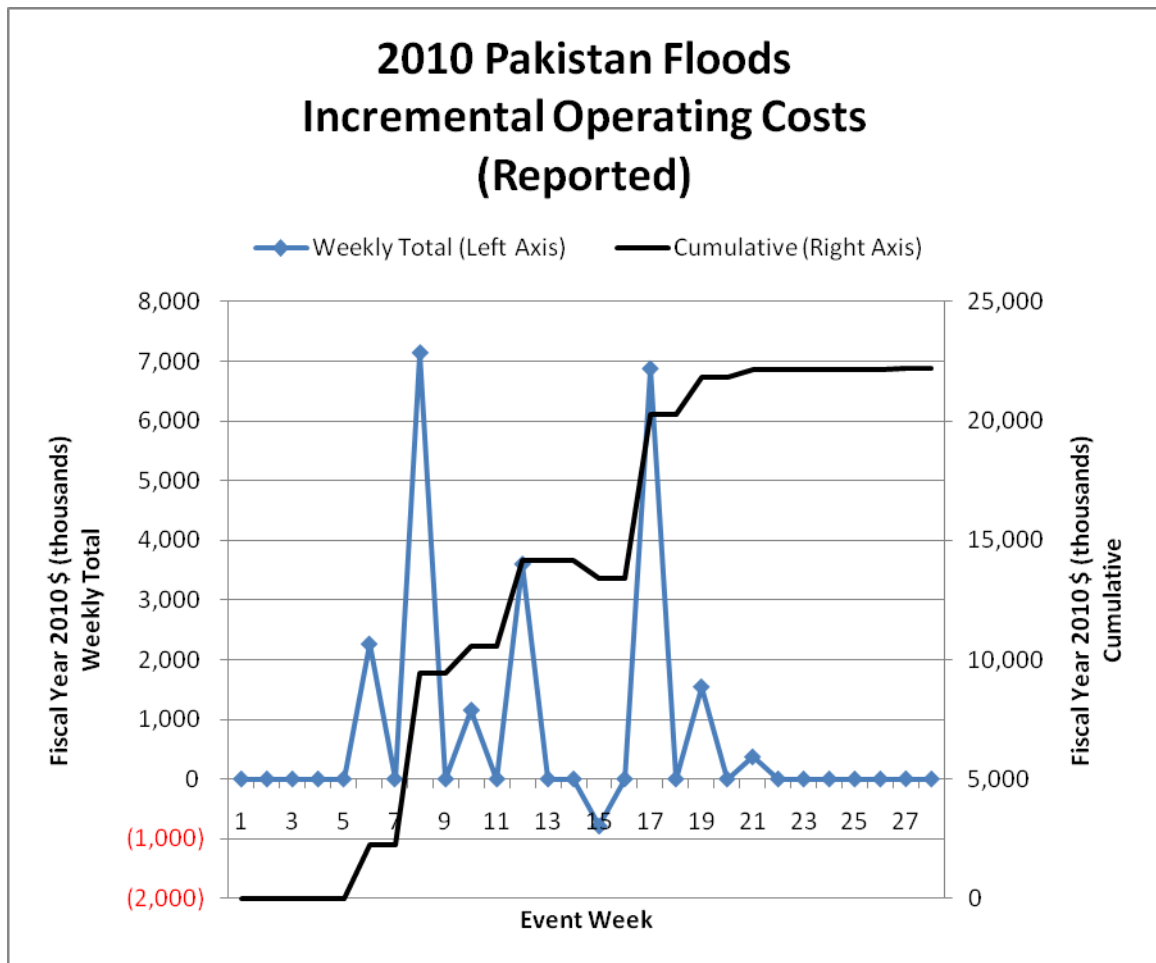 2010 Pakistan Floods
Incremental Operating Costs
(Reported)
Weekly Total (Left Axis) Cumulative (Right Axis)
8,000 25,000
7,000
6,000 20,000
5,000
4,000 15,000
3,000
2,000 10,000
1,000
0 5,000
1 3 5 7 9 11 13 15 17 19 21 23 25 27
(1,000)
(2,000) 0
Fiscal Year 2010 $ (thousands)
Weekly Total
Fiscal Year 2010 $ (thousands)
Cumulative
Event Week